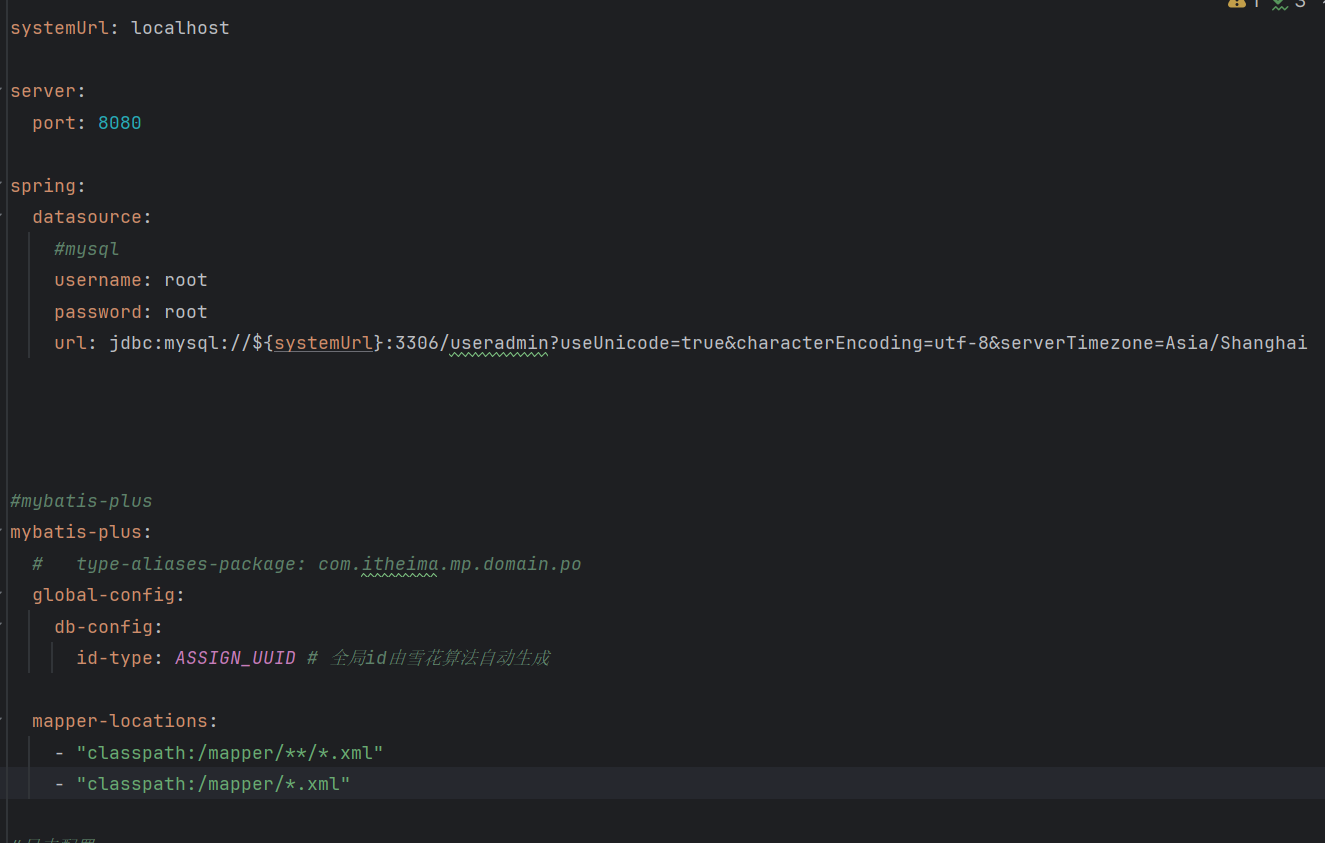 systemUrl: localhost
server:
  port: 8080
spring:
  datasource:
    #mysql
    username: root
    password: root
    url: jdbc:mysql://${systemUrl}:3306/useradmin?useUnicode=true&characterEncoding=utf-8&serverTimezone=Asia/Shanghai
#mybatis-plus
mybatis-plus:
  #   type-aliases-package: com.itheima.mp.domain.po
  global-config:
    db-config:
      id-type: ASSIGN_UUID # 全局id由雪花算法自动生成
  mapper-locations:
    - "classpath:/mapper/**/*.xml"
    - "classpath:/mapper/*.xml"